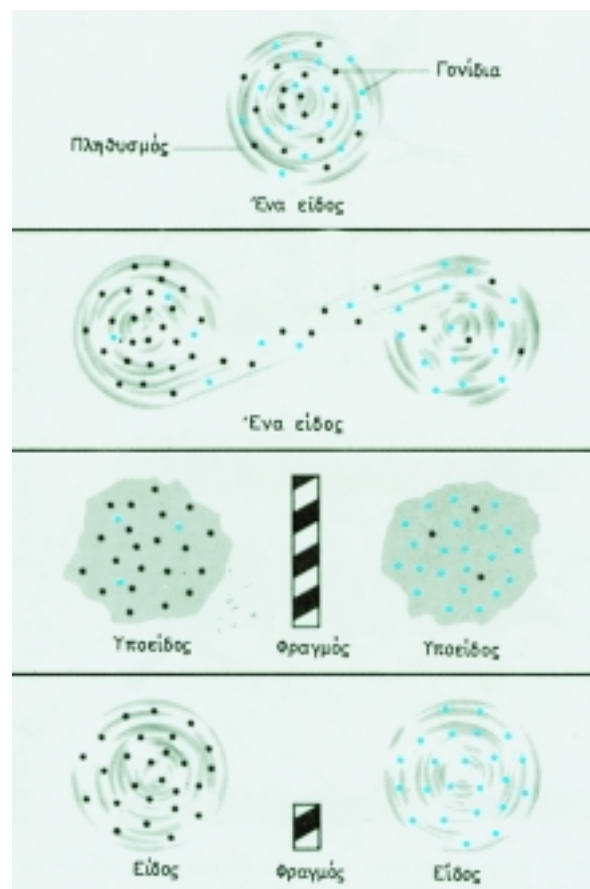 Γονίδια
Πληθυσμός
Ένα είδος
Ένα είδος
Υποείδος Φραγμός Υποείδος
Είδος Φραγμός Είδος